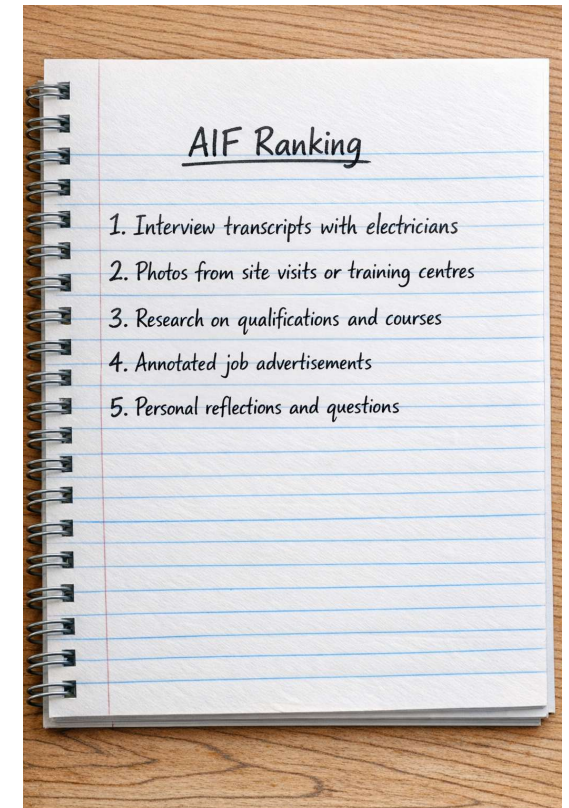 AIF Ranking
1. Interview transcripts with electricians
2. Photos from site visits or training centres
3. Research on qualifications and courses
4. Annotated job advertisements
5. Personal reflections and questions